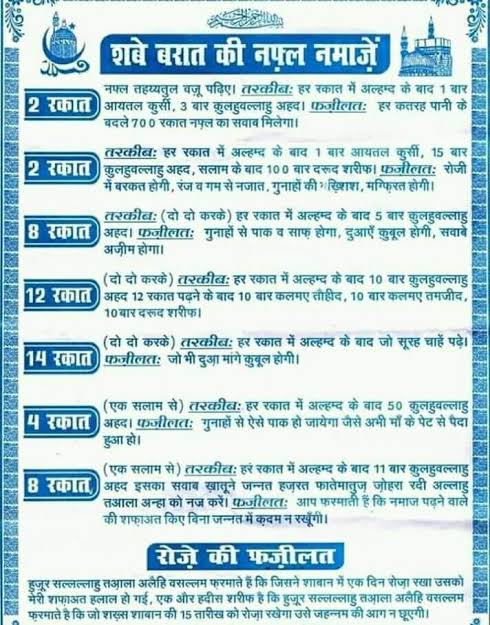 शबे बरात की नफ़्ल नमाज़ें
2 रकात
नफ्ल तहय्यतुल वज़ू पढ़िए। तरकीब: हर रकात में अल्हम्द के बाद 1 बार
आयतल कुर्सी, 3 बार क़ुलहुवल्लाहु अहद। फ़ज़ीलत: हर कतरह पानी के
बदले 700 रकात नफ्ल का सवाब मिलेगा।
2 रकात
तरकीब: हर रकात में अल्हम्द के बाद 1 बार आयतल कुर्सी, 15 बार
क़ुलहुवल्लाहु अहद, सलाम के बाद 100 बार दरूद शरीफ। फ़ज़ीलत: रोजी
में बरकत होगी, रंज व गम से नजात, गुनाहों की बख़्शिश, मग्फ़िरत होगी।
8 रकात
तरकीब: (दो दो करके) हर रकात में अल्हम्द के बाद 5 बार क़ुलहुवल्लाहु
अहद। फ़ज़ीलत: गुनाहों से पाक व साफ़ होगा, दुआएँ क़ुबूल होगी, सवाबे
अज़ीम होगा।
12 रकात
(दो दो करके) तरकीब: हर रकात में अल्हम्द के बाद 10 बार क़ुलहुवल्लाहु
अहद 12 रकात पढ़ने के बाद 10 बार कलमए तौहीद, 10 बार कलमए तमजीद,
10 बार दरूद शरीफ।
14 रकात
(दो दो करके) तरकीब: हर रकात में अल्हम्द के बाद जो सूरह चाहें पढ़े।
फ़ज़ीलत: जो भी दुआ मांगे क़ुबूल होगी।
4 रकात
(एक सलाम से) तरकीब: हर रकात में अल्हम्द के बाद 50 क़ुलहुवल्लाहु
अहद। फ़ज़ीलत: गुनाहों से ऐसे पाक हो जायेगा जैसे अभी माँ के पेट से पैदा
हुआ हो।
8 रकात
(एक सलाम से) तरकीब: हर रकात में अल्हम्द के बाद 11 बार क़ुलहुवल्लाहु
अहद इसका सवाब ख़ातूने जन्नत हज़रत फातेमातुज़ ज़ोहरा रदी अल्लाहु
तआला अन्हा को नज़ करें। फ़ज़ीलत: आप फरमाती हैं कि नमाज पढ़ने वाले
की शफ़ाअत किए बिना जन्नत में क़दम न रखूँगी।
रोज़े की फज़ीलत
हुज़ूर सल्लल्लाहु तआला अलैहि वसल्लम फ़रमाते हैं कि जिसने शाबान में एक दिन रोज़ा रखा उसको
मेरी शफ़ाअत हलाल हो गई, एक और हदीस शरीफ है कि हुज़ूर सल्लल्लाहु तआला अलैहि वसल्लम
फ़रमाते है कि जो शख़्स शाबान की 15 तारीख को रोज़ा रखेगा उसे जहन्नम की आग न छूएगी।